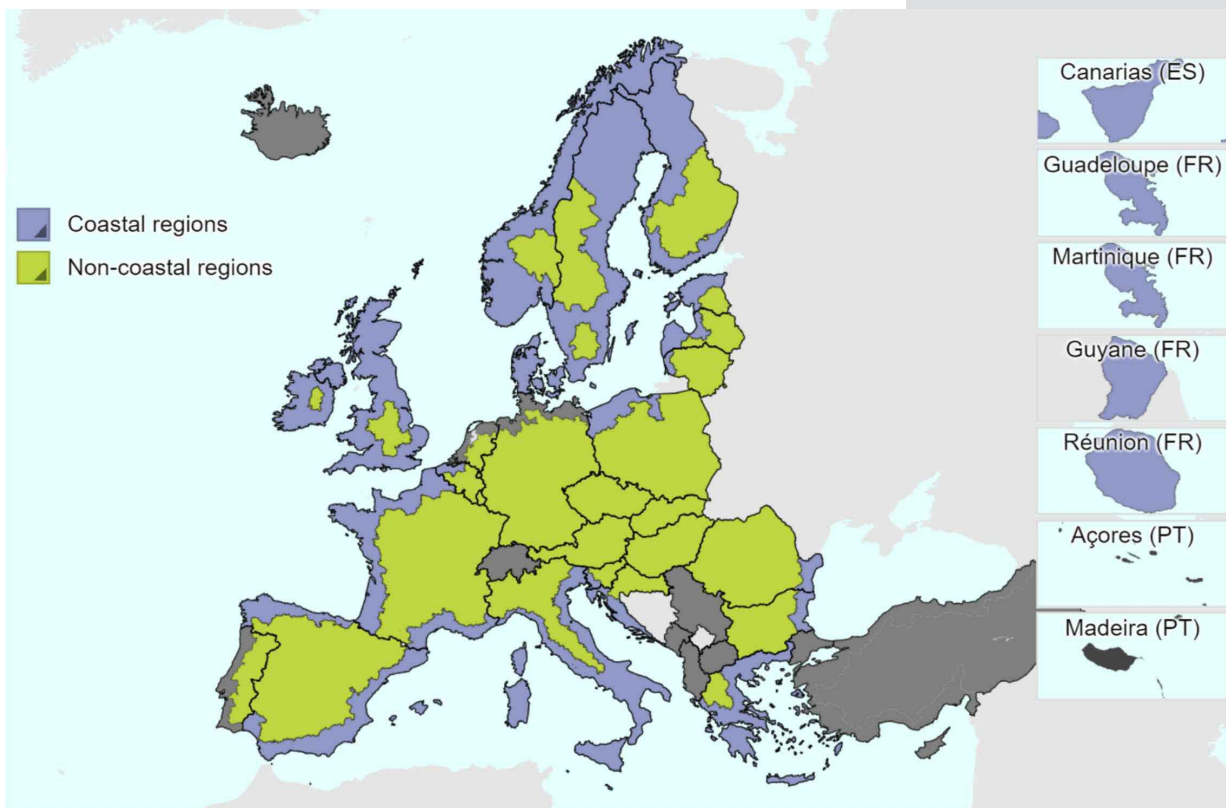 Coastal regions
Non-coastal regions
Canarias (ES)
Guadeloupe (FR)
Martinique (FR)
Guyane (FR)
Réunion (FR)
Açores (PT)
Madeira (PT)